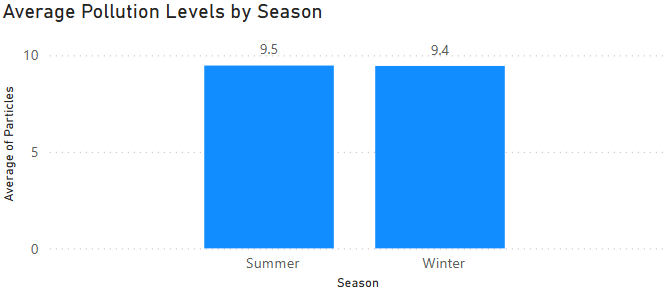 Average Pollution Levels by Season
Average of Particles
10
5
0
9.5
9.4
Summer
Winter
Season